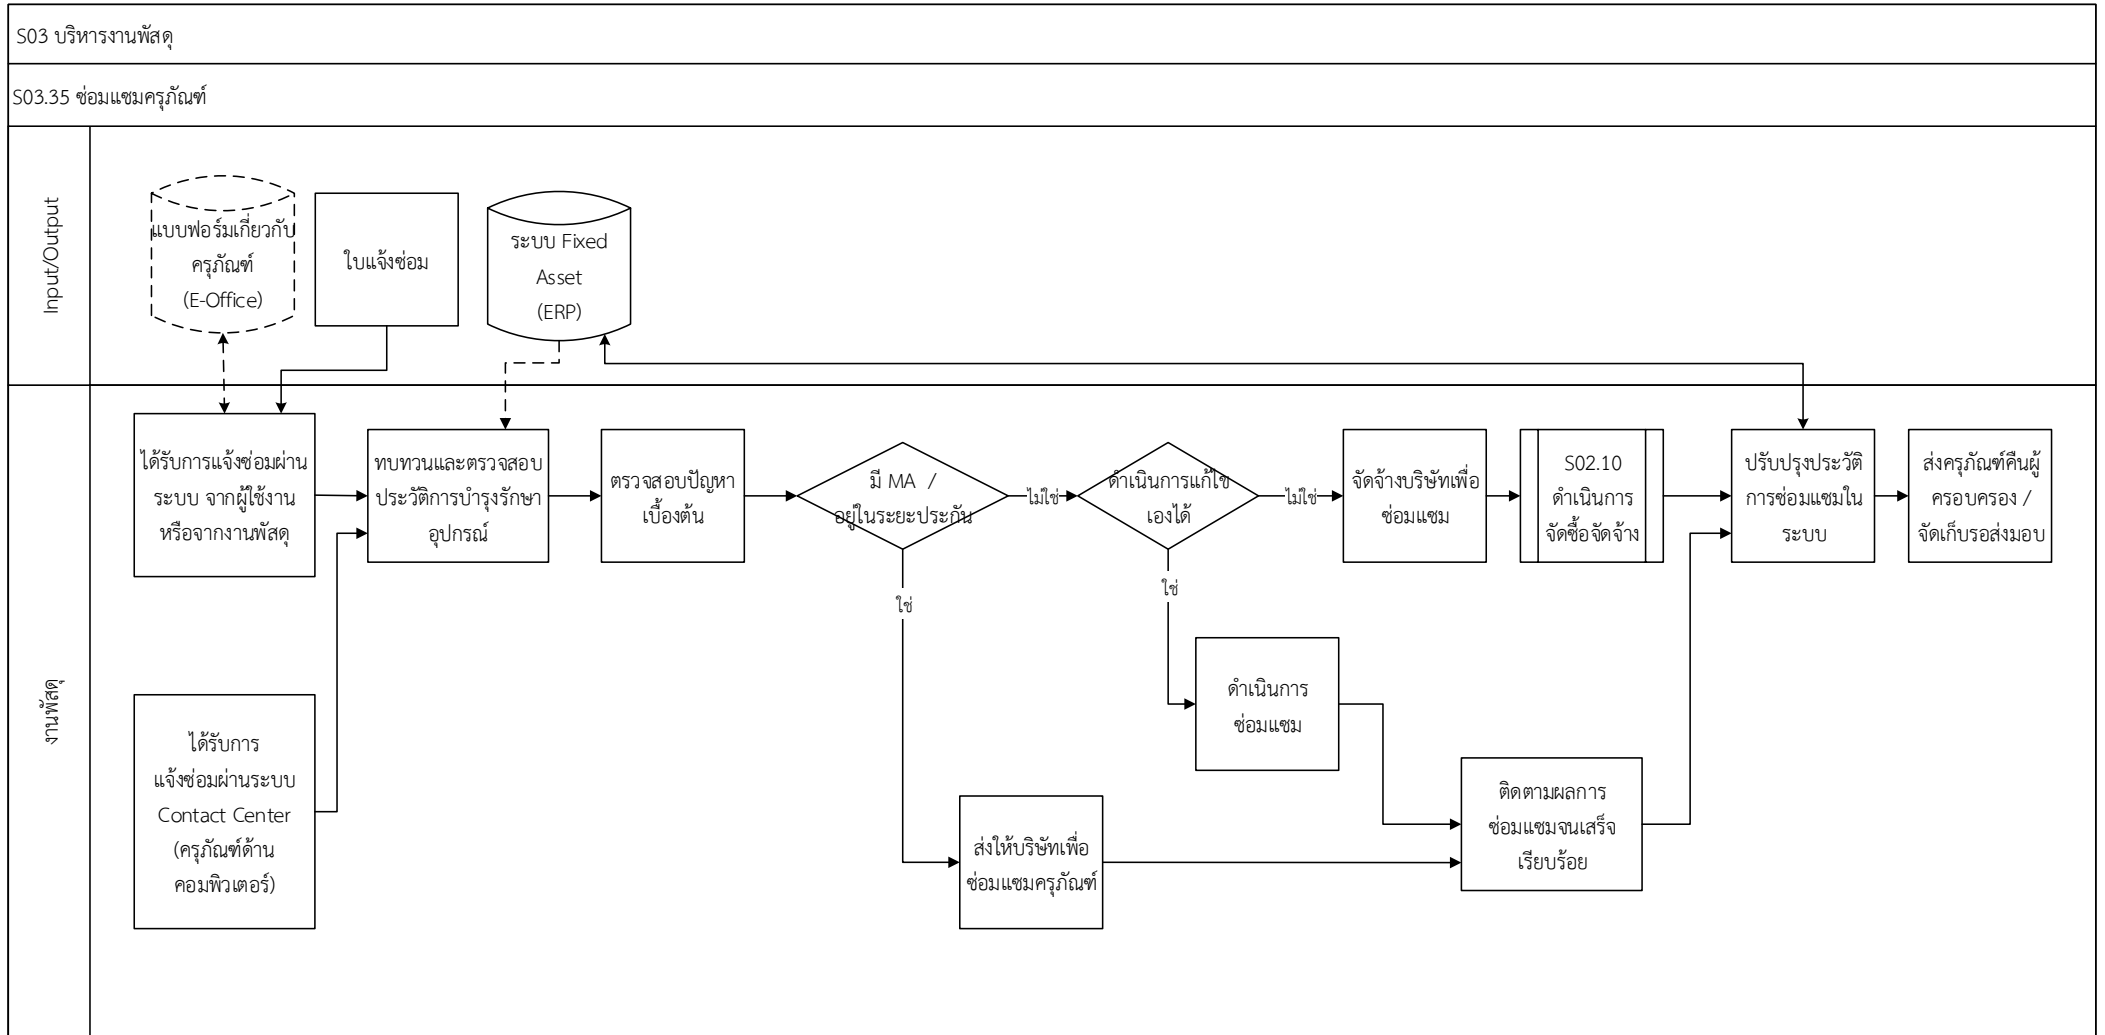 S03 บริหารงานพัสดุ
S03.35 ซ่อมแซมครุภัณฑ์
Input/Output
แบบฟอร์มเกี่ยวกับ
ครุภัณฑ์
(E-Office)
ใบแจ้งซ่อม
ระบบ Fixed
Asset
(ERP)
งานพัสดุ
ได้รับการแจ้งซ่อมผ่าน
ระบบ จากผู้ใช้งาน
หรือจากงานพัสดุ
ทบทวนและตรวจสอบ
ประวัติการบำรุงรักษา
อุปกรณ์
ตรวจสอบปัญหา
เบื้องต้น
มี MA /
อยู่ในระยะประกัน
ไม่ใช่
ดำเนินการแก้ไข
เองได้
ไม่ใช่
จัดจ้างบริษัทเพื่อ
ซ่อมแซม
S02.10
ดำเนินการ
จัดซื้อจัดจ้าง
ปรับปรุงประวัติ
การซ่อมแซมใน
ระบบ
ส่งครุภัณฑ์คืนผู้
ครอบครอง /
จัดเก็บรอส่งมอบ
ใช่
ใช่
ได้รับการ
แจ้งซ่อมผ่านระบบ
Contact Center
(ครุภัณฑ์ด้าน
คอมพิวเตอร์)
ดำเนินการ
ซ่อมแซม
ส่งให้บริษัทเพื่อ
ซ่อมแซมครุภัณฑ์
ติดตามผลการ
ซ่อมแซมจนเสร็จ
เรียบร้อย